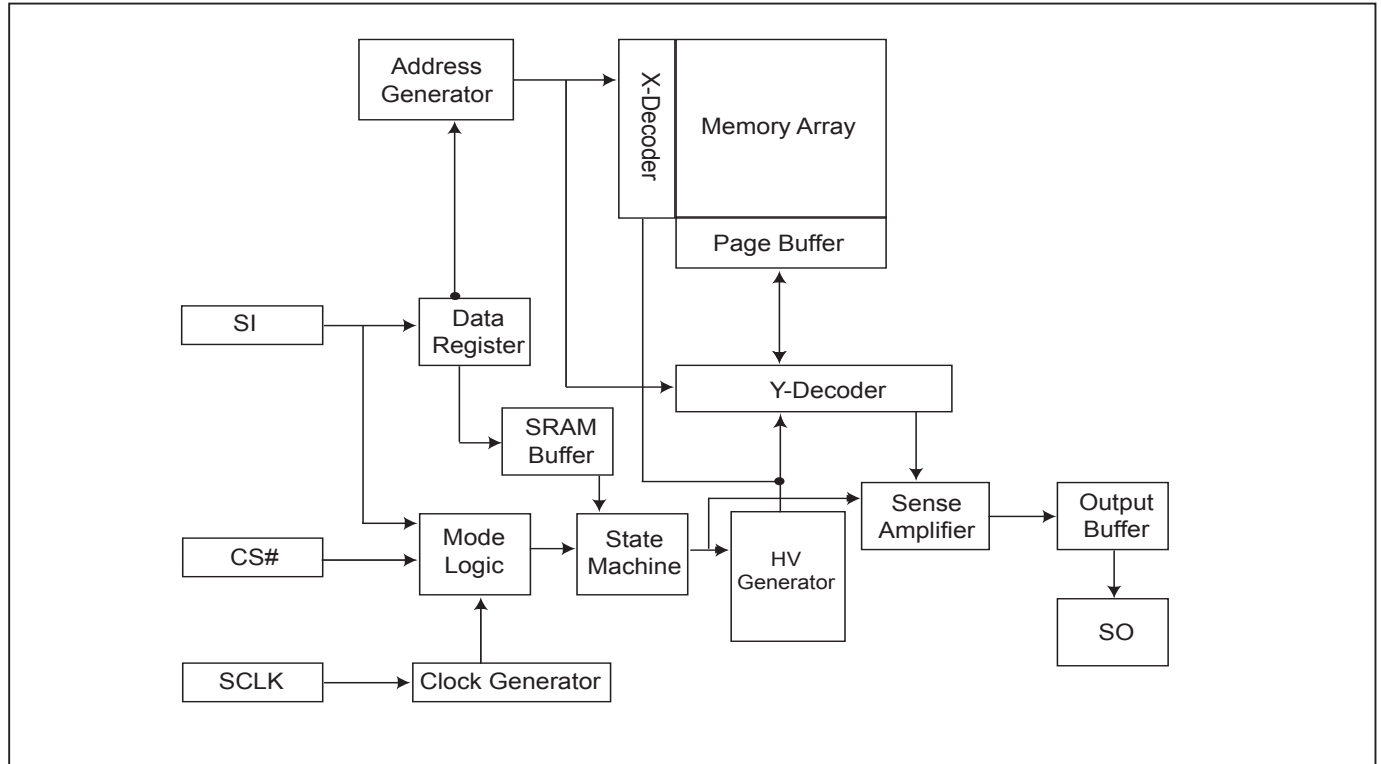 Address
Generator
X-Decoder
Memory Array
Page Buffer
SI
Data
Register
Y-Decoder
SRAM
Buffer
Sense
Amplifier
Output
Buffer
CS#
Mode
Logic
State
Machine
HV
Generator
SO
SCLK
Clock Generator